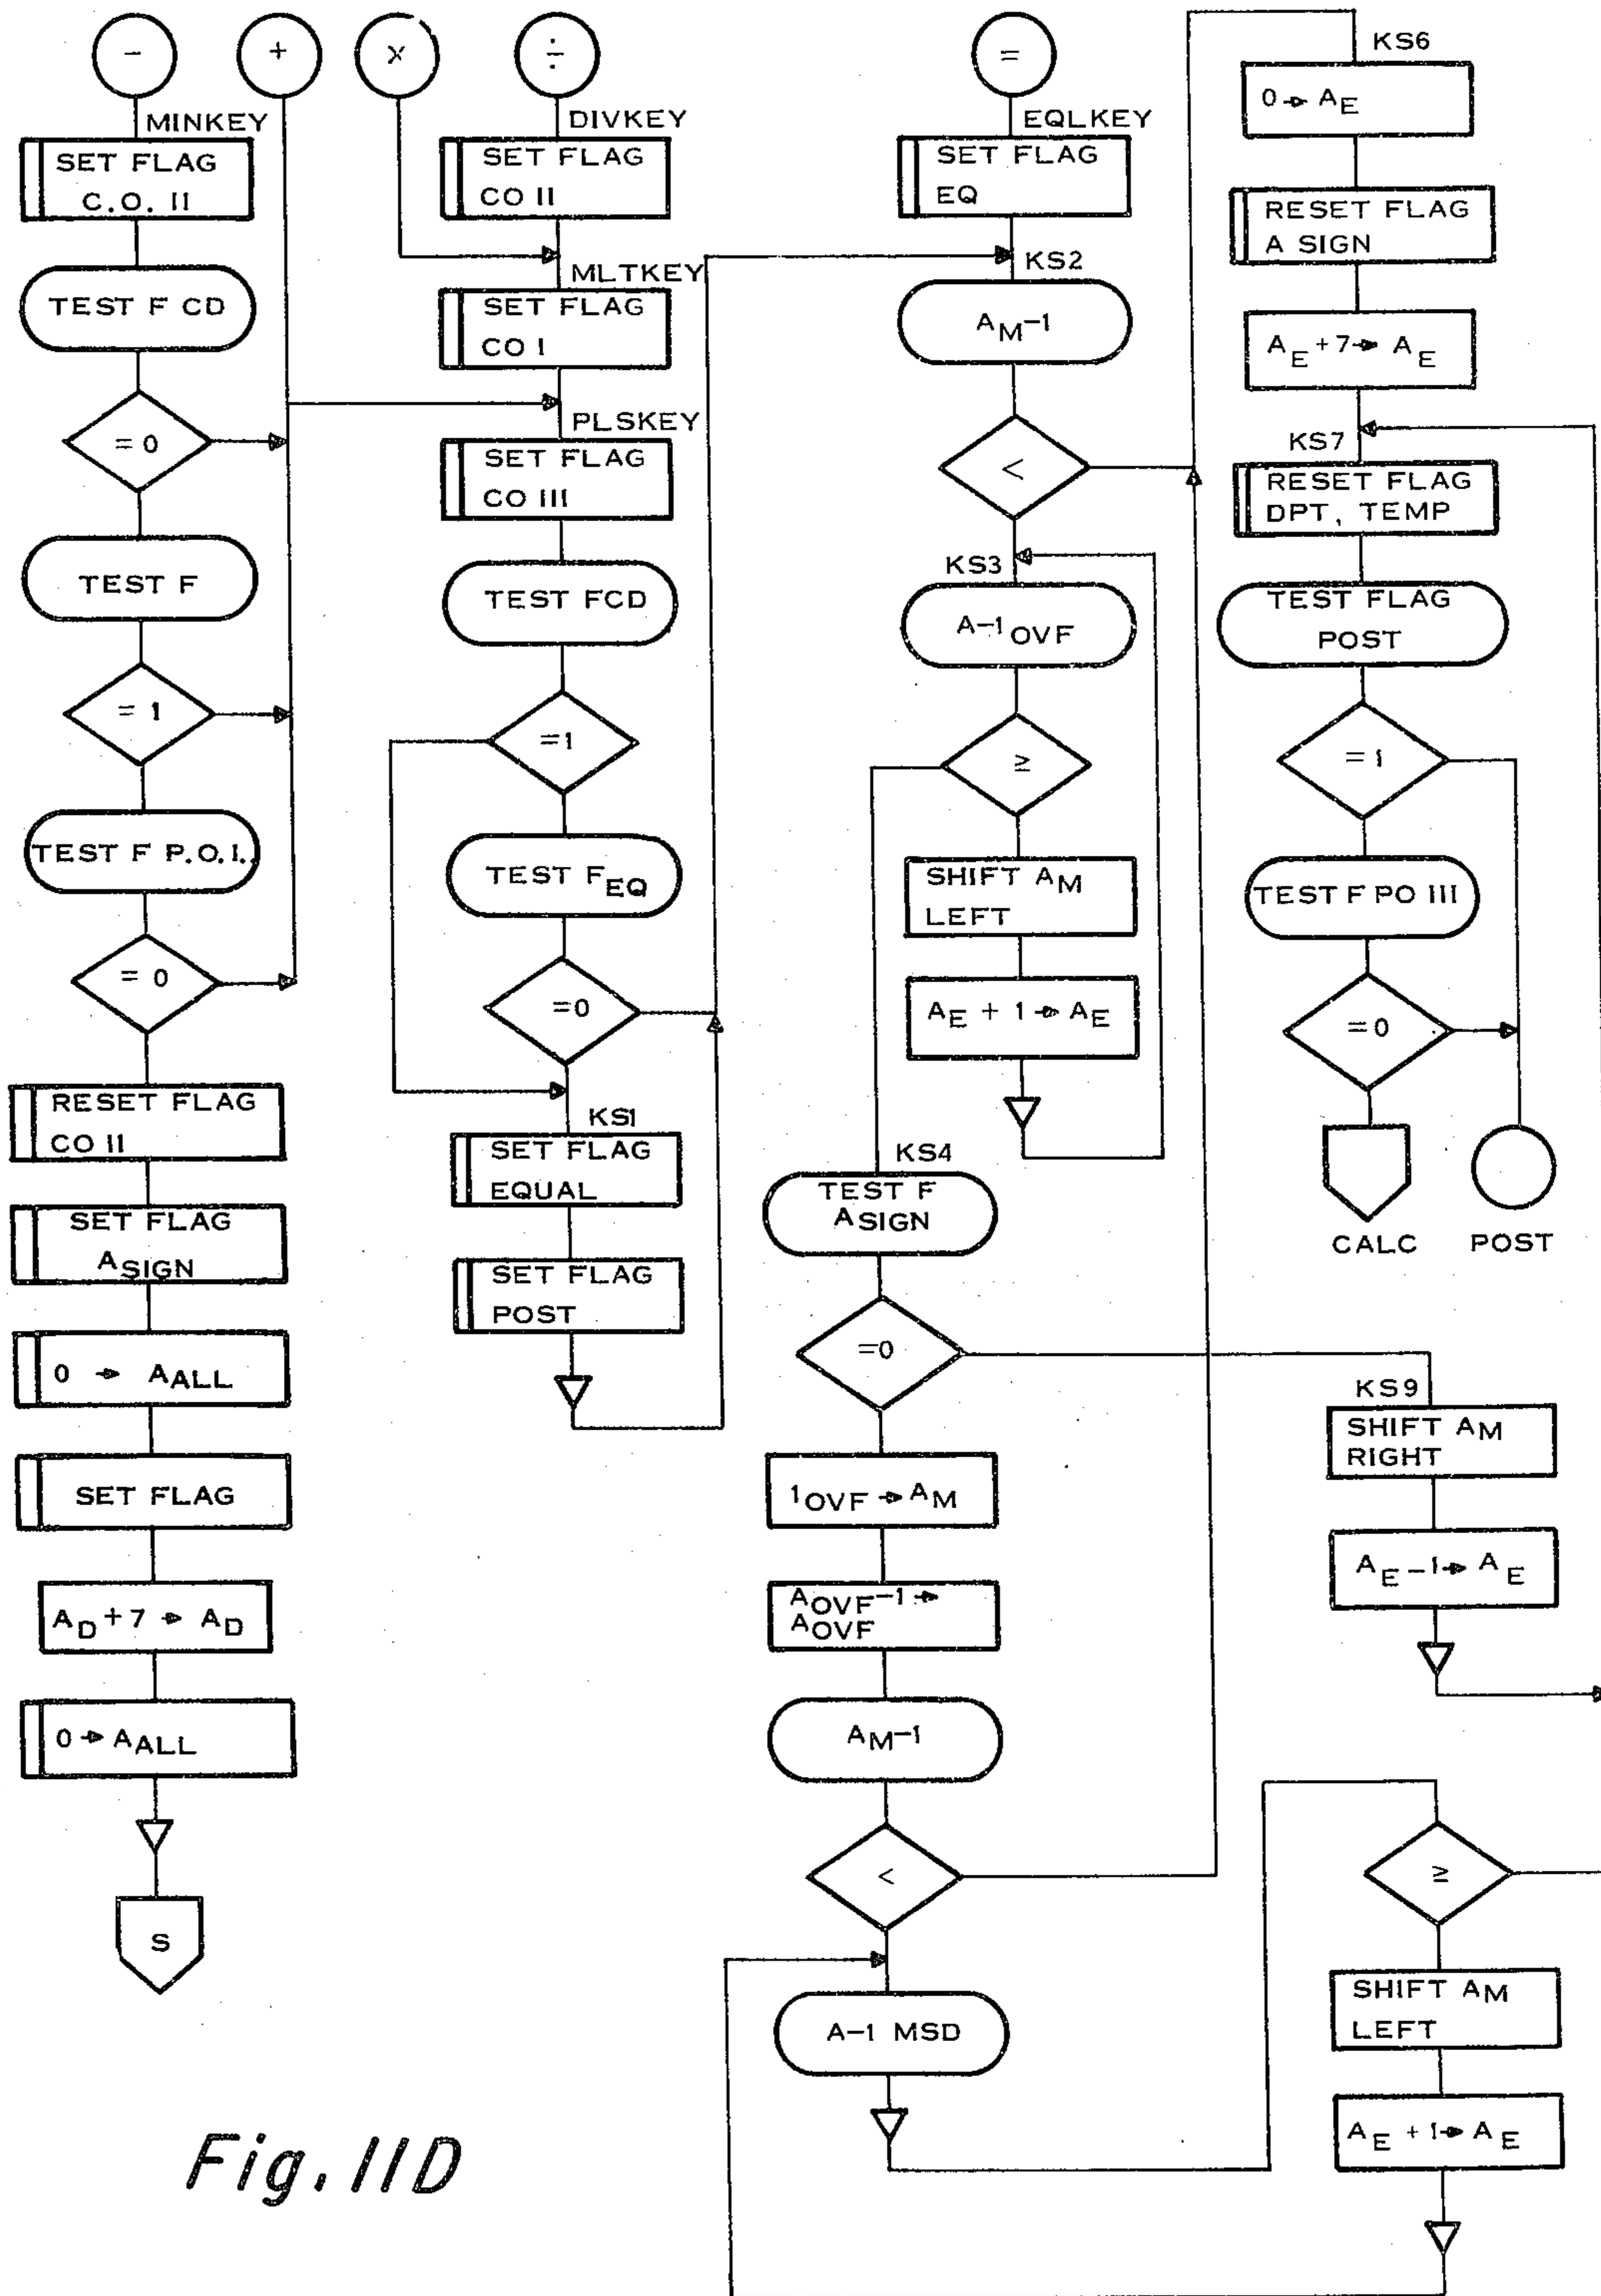 -
MINKEY
SET FLAG
C.O. II
TEST F CD
= 0
TEST F
= 1
TEST F P.O.I.
= 0
RESET FLAG
CO II
SET FLAG
ASIGN
0 → AALL
SET FLAG
AD +7 → AD
0 → AALL
S
+
×
÷
DIVKEY
SET FLAG
CO II
MLTKEY
SET FLAG
CO I
PLSKEY
SET FLAG
CO III
TEST FCD
=1
TEST FEQ
=0
KS1
SET FLAG
EQUAL
SET FLAG
POST
=
EQLKEY
SET FLAG
EQ
KS2
AM-1
<
KS3
A-1 OVF
≥
SHIFT AM
LEFT
AE + 1 → AE
KS4
TEST F
ASIGN
=0
1OVF → AM
AOVF-1 →
AOVF
AM-1
<
A-1 MSD
KS6
0 → AE
RESET FLAG
A SIGN
AE +7 → AE
KS7
RESET FLAG
DPT, TEMP
TEST FLAG
POST
= 1
TEST F PO III
=0
CALC
POST
KS9
SHIFT AM
RIGHT
AE -1 → AE
≥
SHIFT AM
LEFT
AE +1 → AE
Fig. 11D